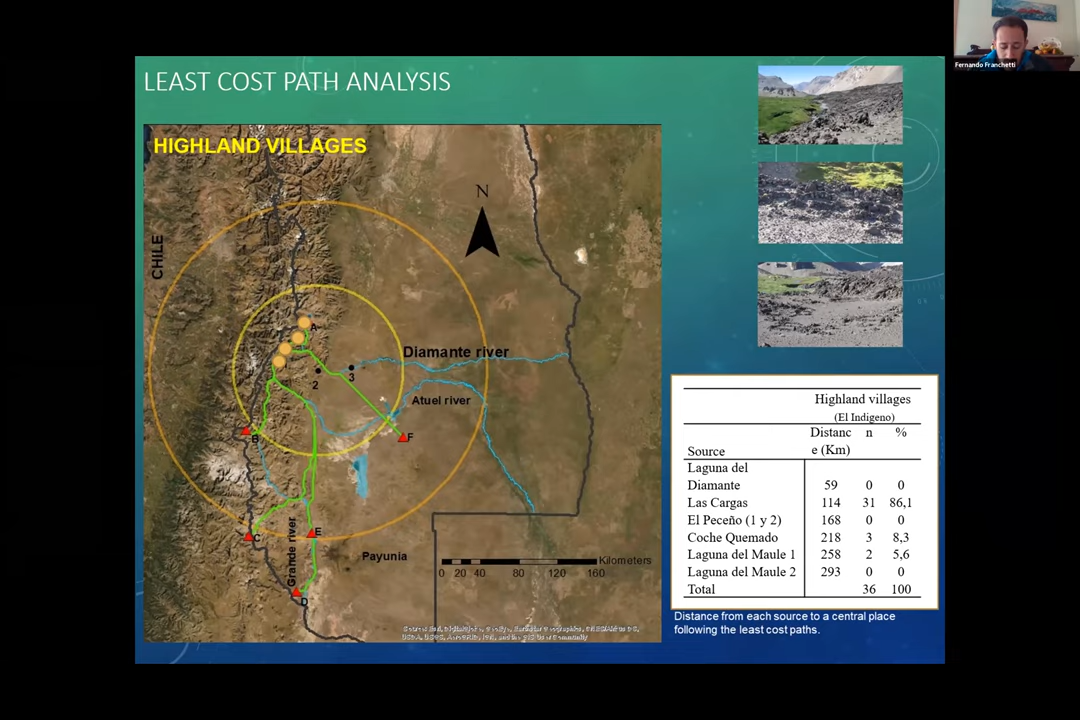 Fernando Franchetti
LEAST COST PATH ANALYSIS
HIGHLAND VILLAGES
N
CHILE
A
Diamante river
2
3
Atuel river
B
F
C
E
Grande river
Payunia
D
Kilometers
0 20 40 80 120 160
Highland villages
(El Indigeno)
Distanc n %
Source e (Km)
Laguna del
Diamante 59 0 0
Las Cargas 114 31 86,1
El Peceño (1 y 2) 168 0 0
Coche Quemado 218 3 8,3
Laguna del Maule 1 258 2 5,6
Laguna del Maule 2 293 0 0
Total 36 100
Distance from each source to a central place
following the least cost paths.